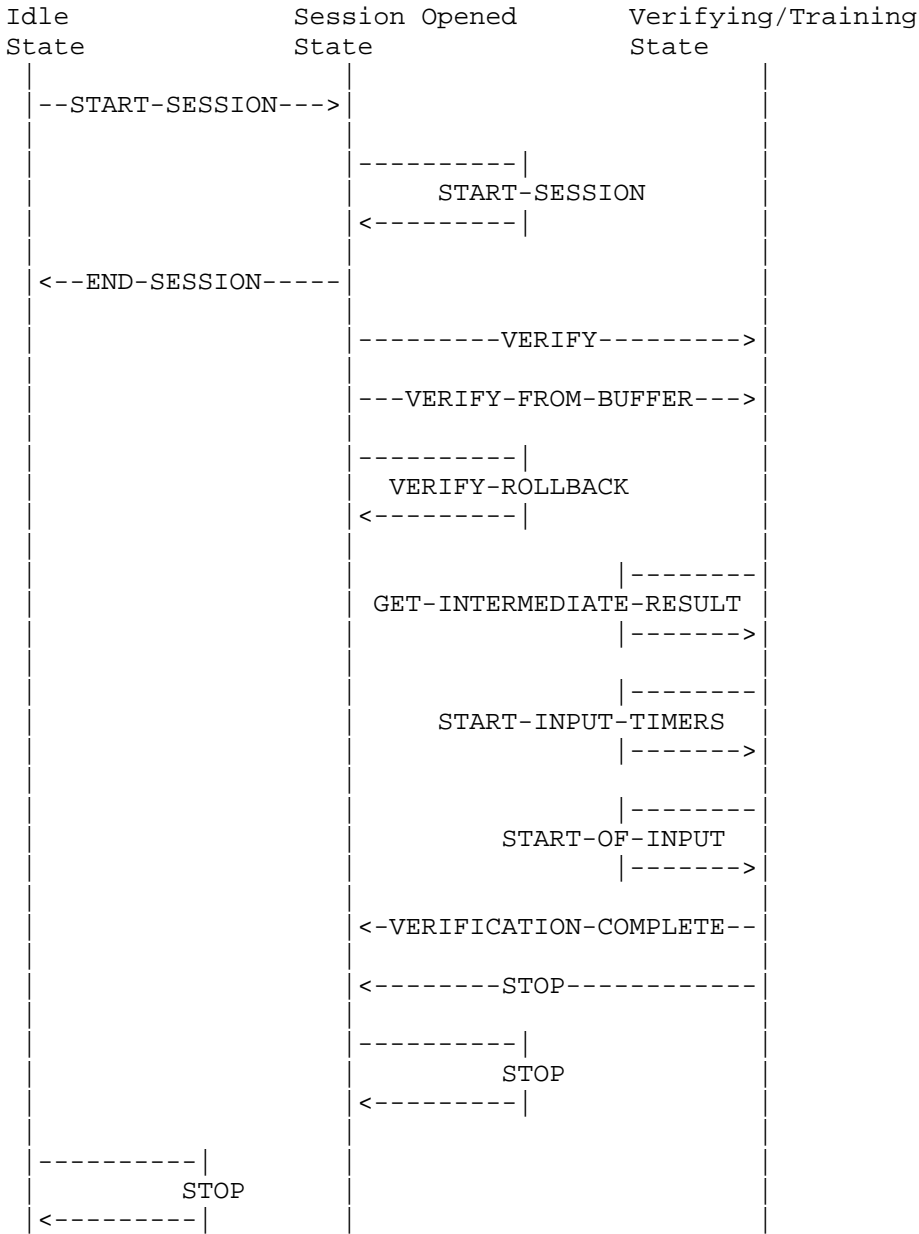 Idle Session Opened Verifying/Training
State State State
--START-SESSION--->
START-SESSION
<--END-SESSION-----
---------VERIFY--------->
---VERIFY-FROM-BUFFER--->
VERIFY-ROLLBACK
GET-INTERMEDIATE-RESULT
START-INPUT-TIMERS
START-OF-INPUT
<-VERIFICATION-COMPLETE--
<--------STOP------------
STOP
STOP